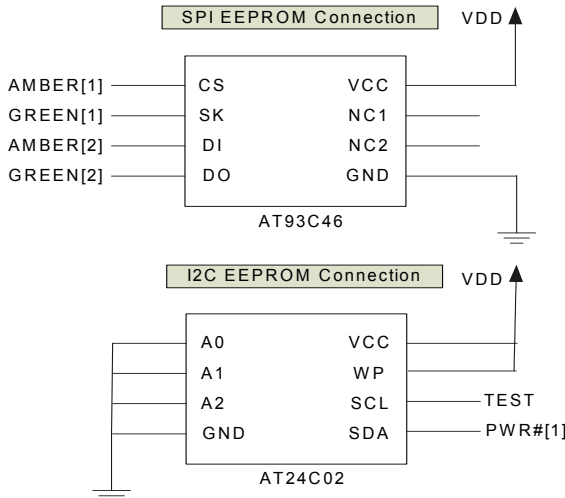 SPI EEPROM Connection
VDD
AMBER[1]
CS
VCC
GREEN[1]
SK
NC1
AMBER[2]
DI
NC2
GREEN[2]
DO
GND
AT93C46
I2C EEPROM Connection
VDD
A0
VCC
A1
WP
A2
SCL
TEST
GND
SDA
PWR#[1]
AT24C02